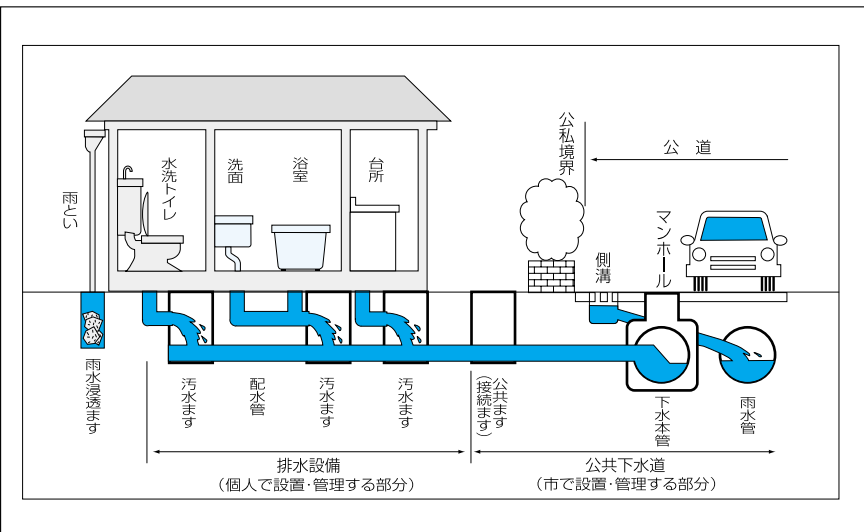 雨とい
水洗トイレ
洗面
浴室
台所
公私境界
公　道
側溝
マンホール
雨水浸透ます
汚水ます
配水管
汚水ます
汚水ます
公共ます
（接続ます）
下水本管
雨水管
排水設備
（個人で設置・管理する部分）
公共下水道
（市で設置・管理する部分）